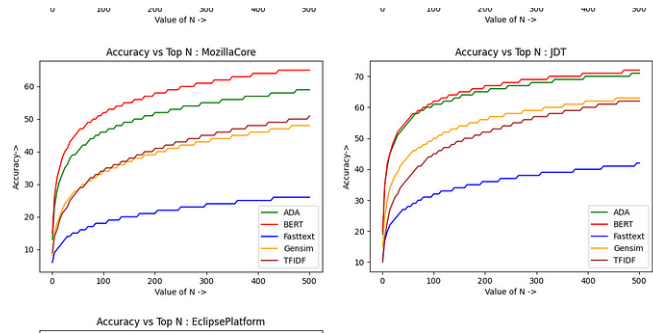 0 100 200 300 400 500
Value of N ->
0 100 200 300 400 500
Value of N ->
Accuracy vs Top N : MozillaCore
60
50
40
30
20
10
Accuracy->
ADA
BERT
Fasttext
Gensim
TFIDF
0 100 200 300 400 500
Value of N ->
Accuracy vs Top N : JDT
70
60
50
40
30
20
10
Accuracy->
ADA
BERT
Fasttext
Gensim
TFIDF
0 100 200 300 400 500
Value of N ->
Accuracy vs Top N : EclipsePlatform